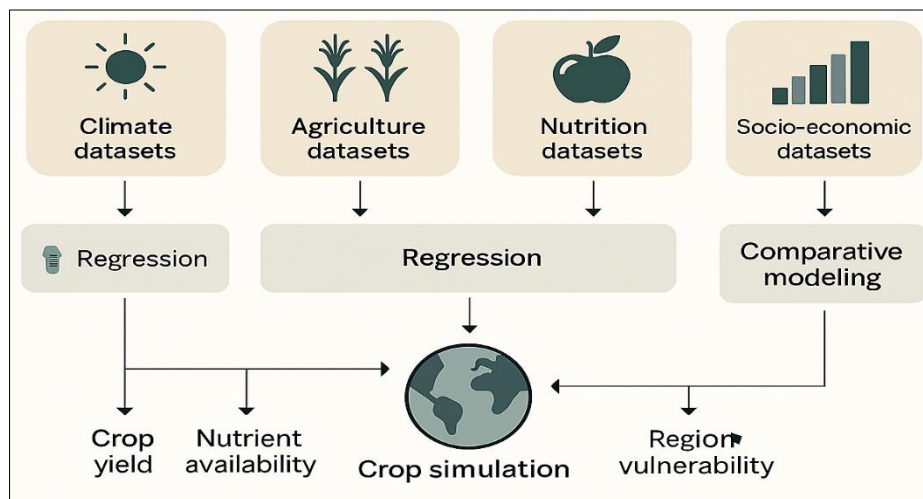 Climate
datasets
Agriculture
datasets
Nutrition
datasets
Socio-economic
datasets
Regression
Regression
Comparative
modeling
Crop
yield
Nutrient
availability
Crop simulation
Region
vulnerability